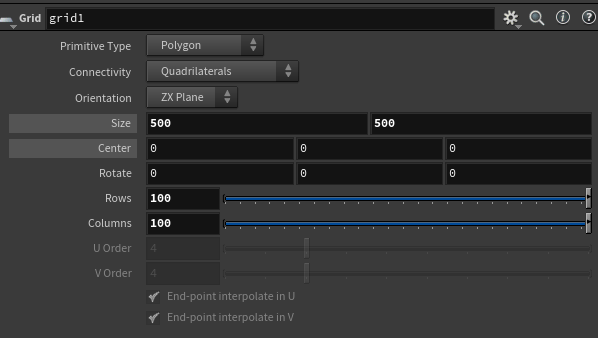 Grid grid1
Primitive Type Polygon
Connectivity Quadrilaterals
Orientation ZX Plane
Size 500 500
Center 0 0 0
Rotate 0 0 0
Rows 100
Columns 100
U Order 4
V Order 4
End-point interpolate in U
End-point interpolate in V